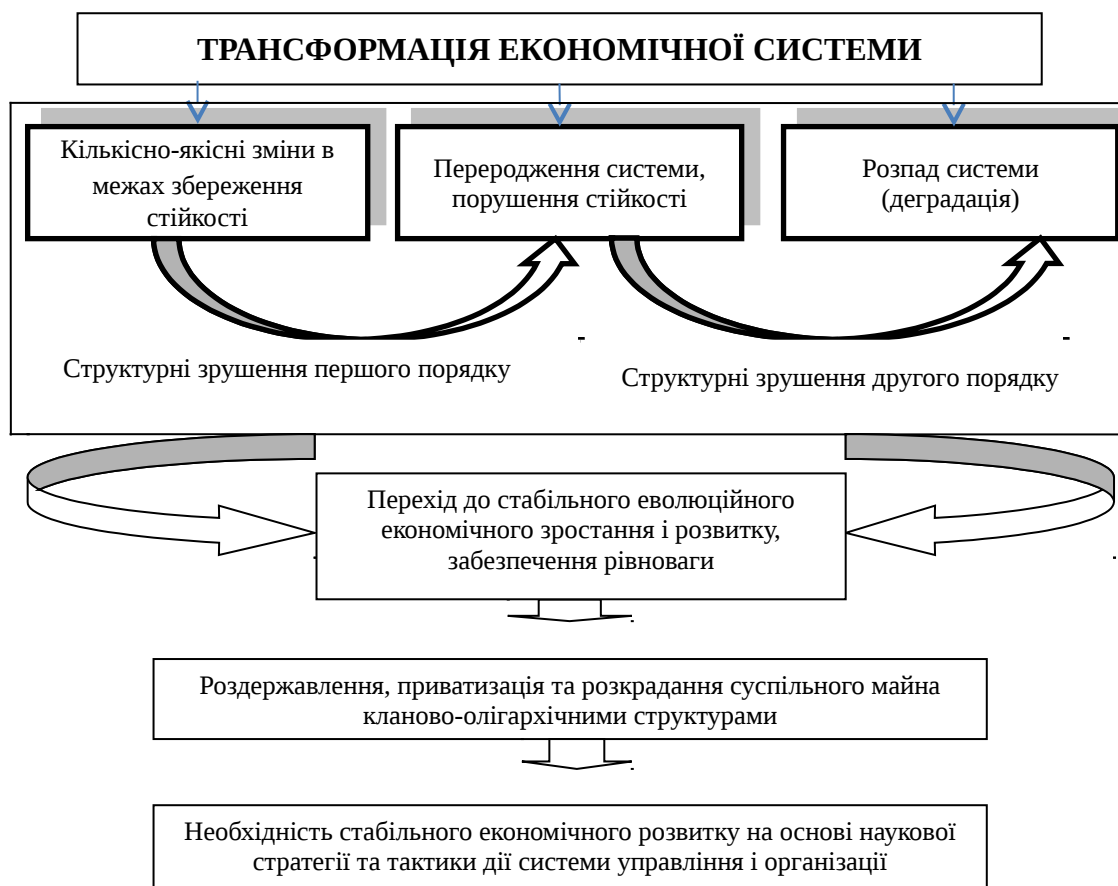 ТРАНСФОРМАЦІЯ ЕКОНОМІЧНОЇ СИСТЕМИ
Кількісно-якісні зміни в
межах збереження
стійкості
Переродження системи,
порушення стійкості
Розпад системи
(деградація)
Структурні зрушення першого порядку
Структурні зрушення другого порядку
Перехід до стабільного еволюційного
економічного зростання і розвитку,
забезпечення рівноваги
Роздержавлення, приватизація та розкрадання суспільного майна
кланово-олігархічними структурами
Необхідність стабільного економічного розвитку на основі наукової
стратегії та тактики дії системи управління і організації